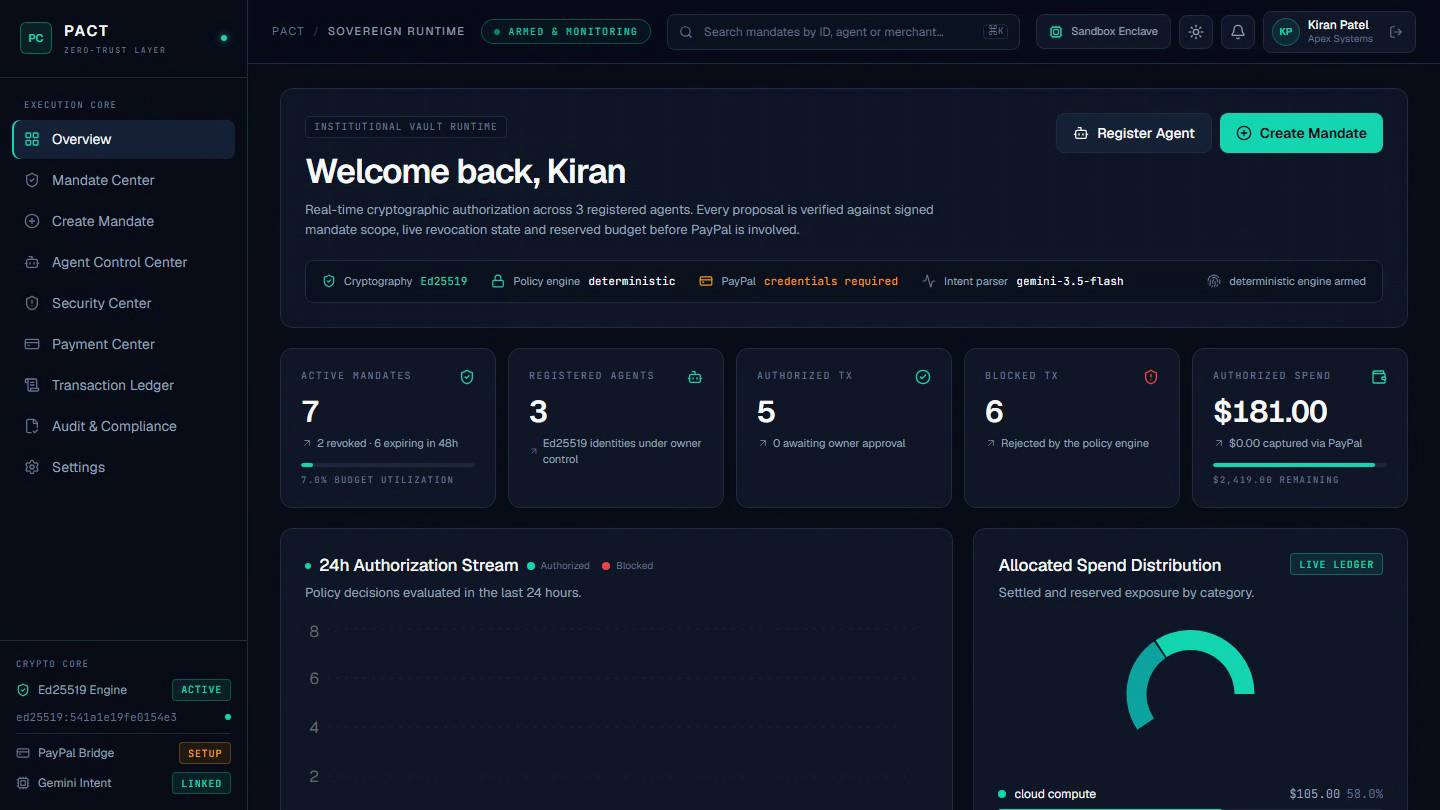 PC
PACT
ZERO-TRUST LAYER
EXECUTION CORE
Overview
Mandate Center
Create Mandate
Agent Control Center
Security Center
Payment Center
Transaction Ledger
Audit & Compliance
Settings
CRYPTO CORE
Ed25519 Engine ACTIVE
ed25519:541a1e19fe0154e3
PayPal Bridge SETUP
Gemini Intent LINKED
PACT / SOVEREIGN RUNTIME
ARMED & MONITORING
Search mandates by ID, agent or merchant… ⌘K
Sandbox Enclave
KP
Kiran Patel
Apex Systems
INSTITUTIONAL VAULT RUNTIME
Register Agent
Create Mandate
Welcome back, Kiran
Real-time cryptographic authorization across 3 registered agents. Every proposal is verified against signed
mandate scope, live revocation state and reserved budget before PayPal is involved.
Cryptography Ed25519 Policy engine deterministic PayPal credentials required Intent parser gemini-3.5-flash deterministic engine armed
ACTIVE MANDATES
7
2 revoked · 6 expiring in 48h
7.0% BUDGET UTILIZATION
REGISTERED AGENTS
3
Ed25519 identities under owner
control
AUTHORIZED TX
5
0 awaiting owner approval
BLOCKED TX
6
Rejected by the policy engine
AUTHORIZED SPEND
$181.00
$0.00 captured via PayPal
$2,419.00 REMAINING
24h Authorization Stream Authorized Blocked
Policy decisions evaluated in the last 24 hours.
8
6
4
2
Allocated Spend Distribution LIVE LEDGER
Settled and reserved exposure by category.
cloud compute $105.00 58.0%